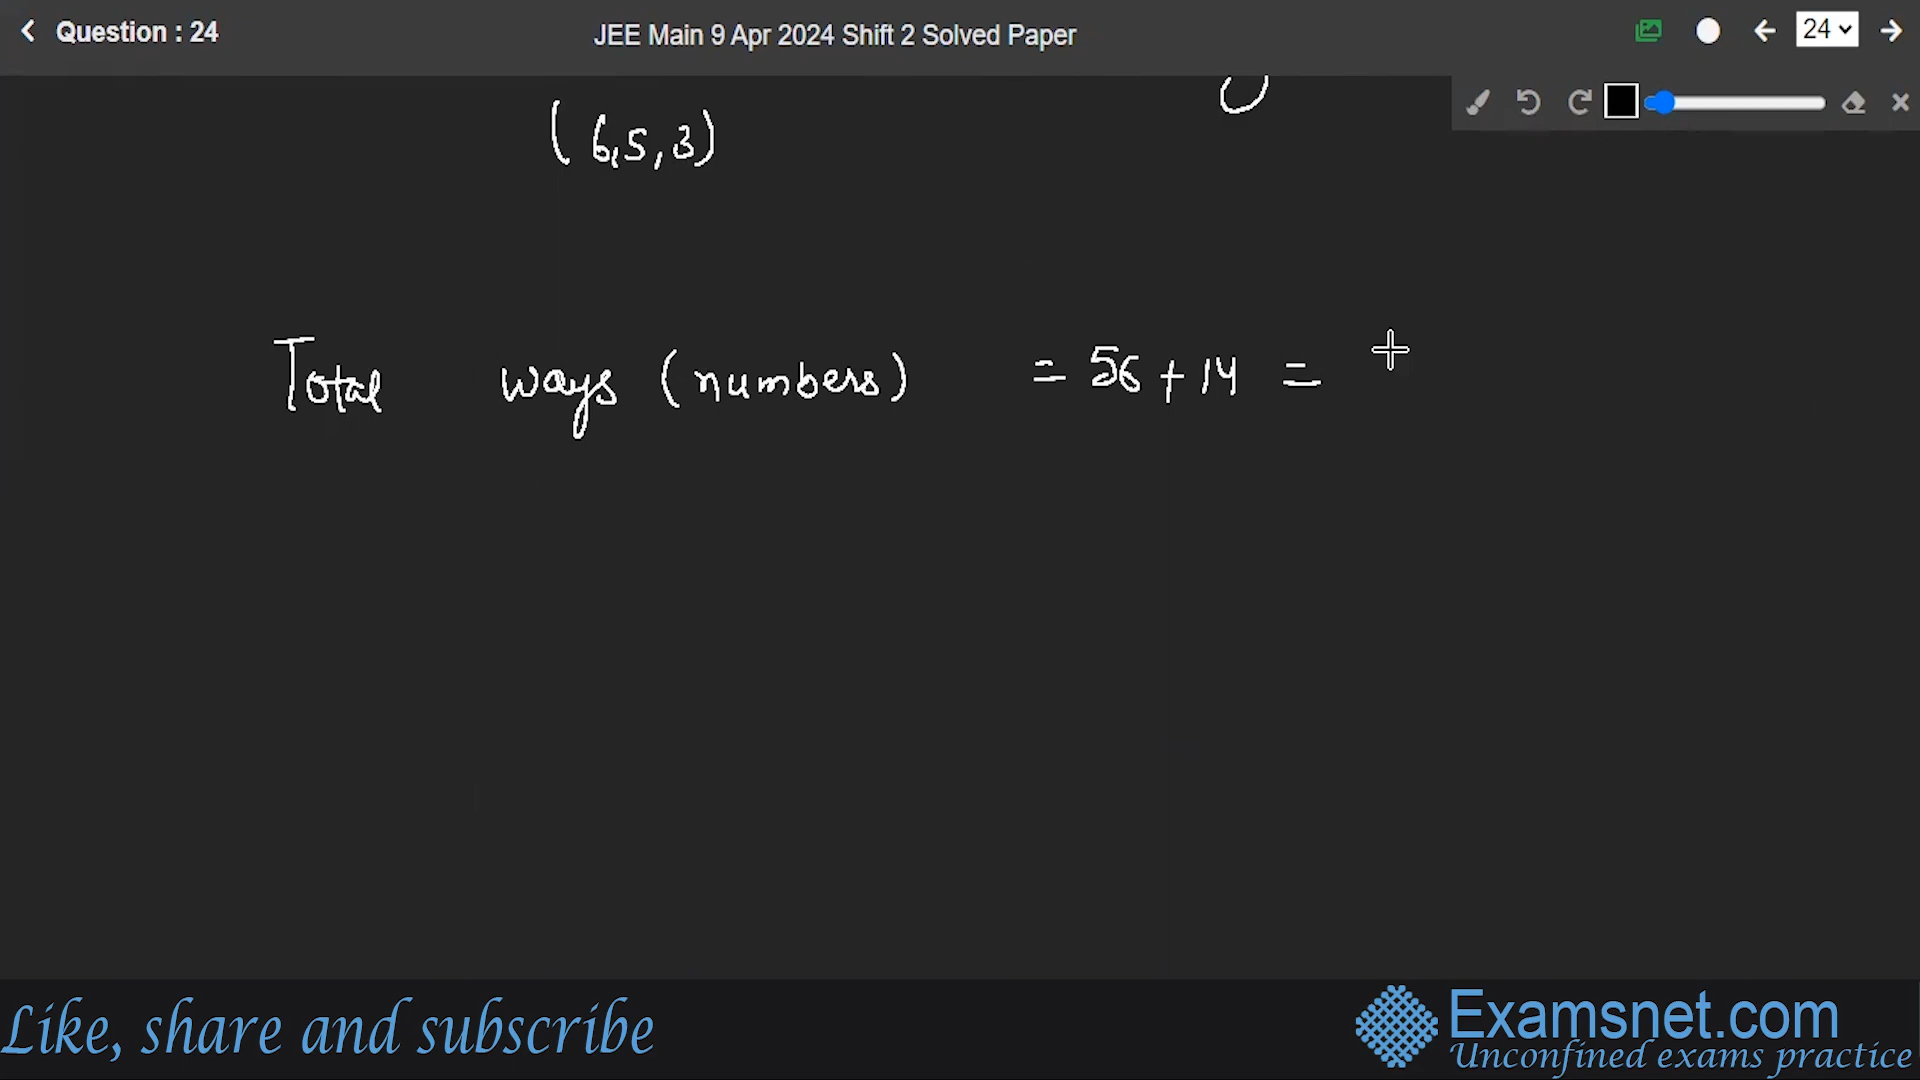 Question : 24
JEE Main 9 Apr 2024 Shift 2 Solved Paper
24
(6,5,3)
Total ways (numbers) = 56 + 14 =
Like, share and subscribe
Examsnet.com
Unconfined exams practice